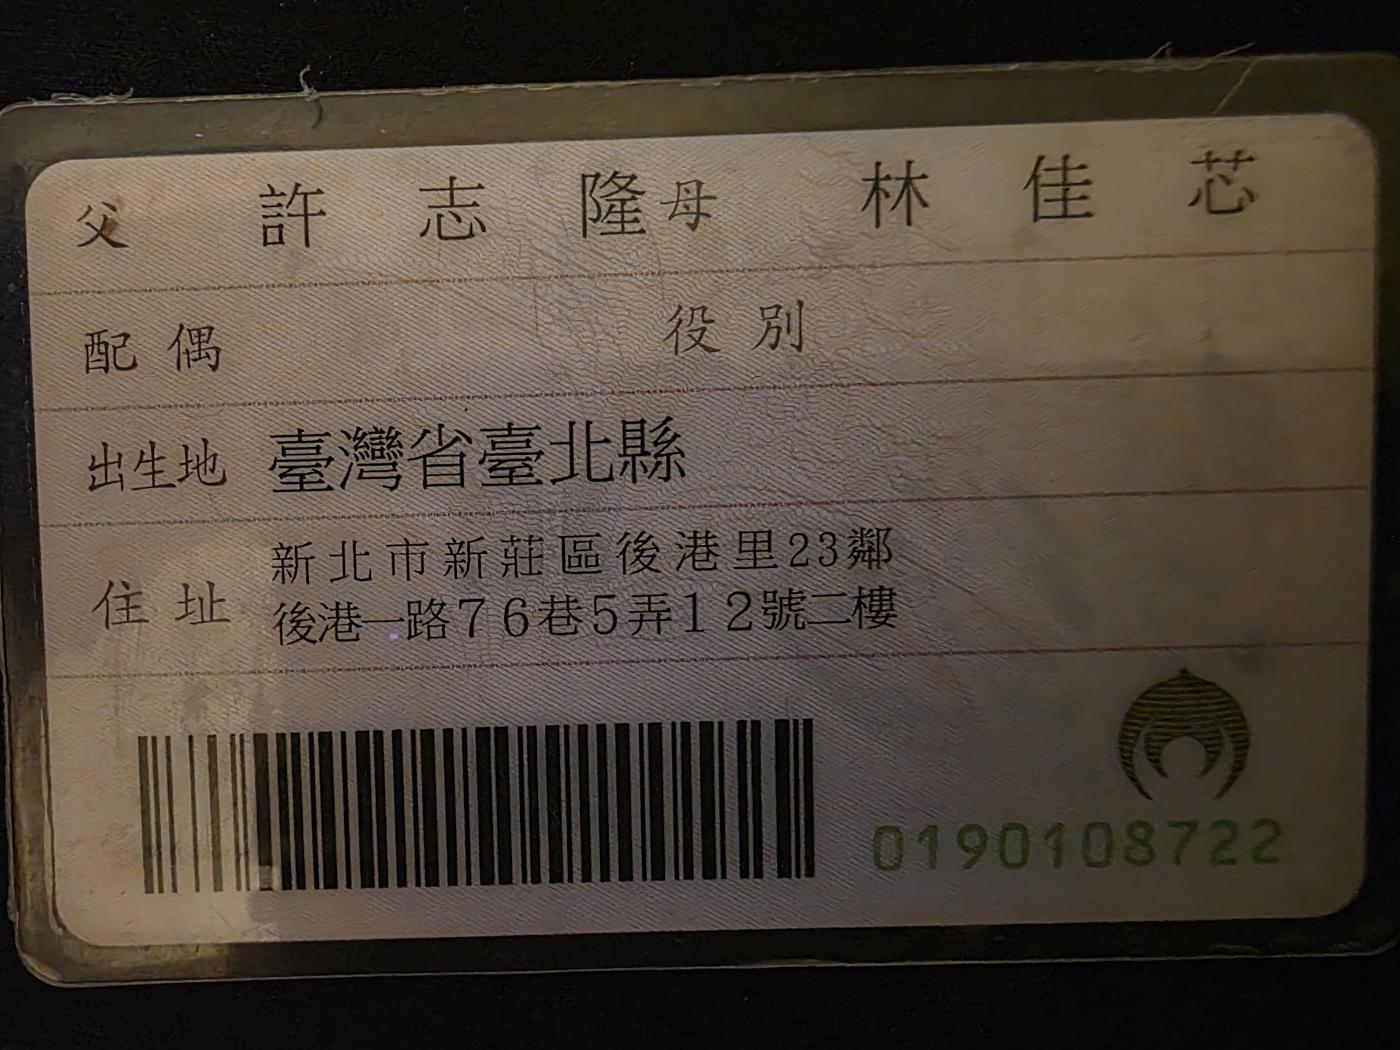 父 許志隆 母 林佳芯
配偶 役別
出生地 臺灣省臺北縣
住址 新北市新莊區後港里23鄰
後港一路76巷5弄12號二樓
0190108722